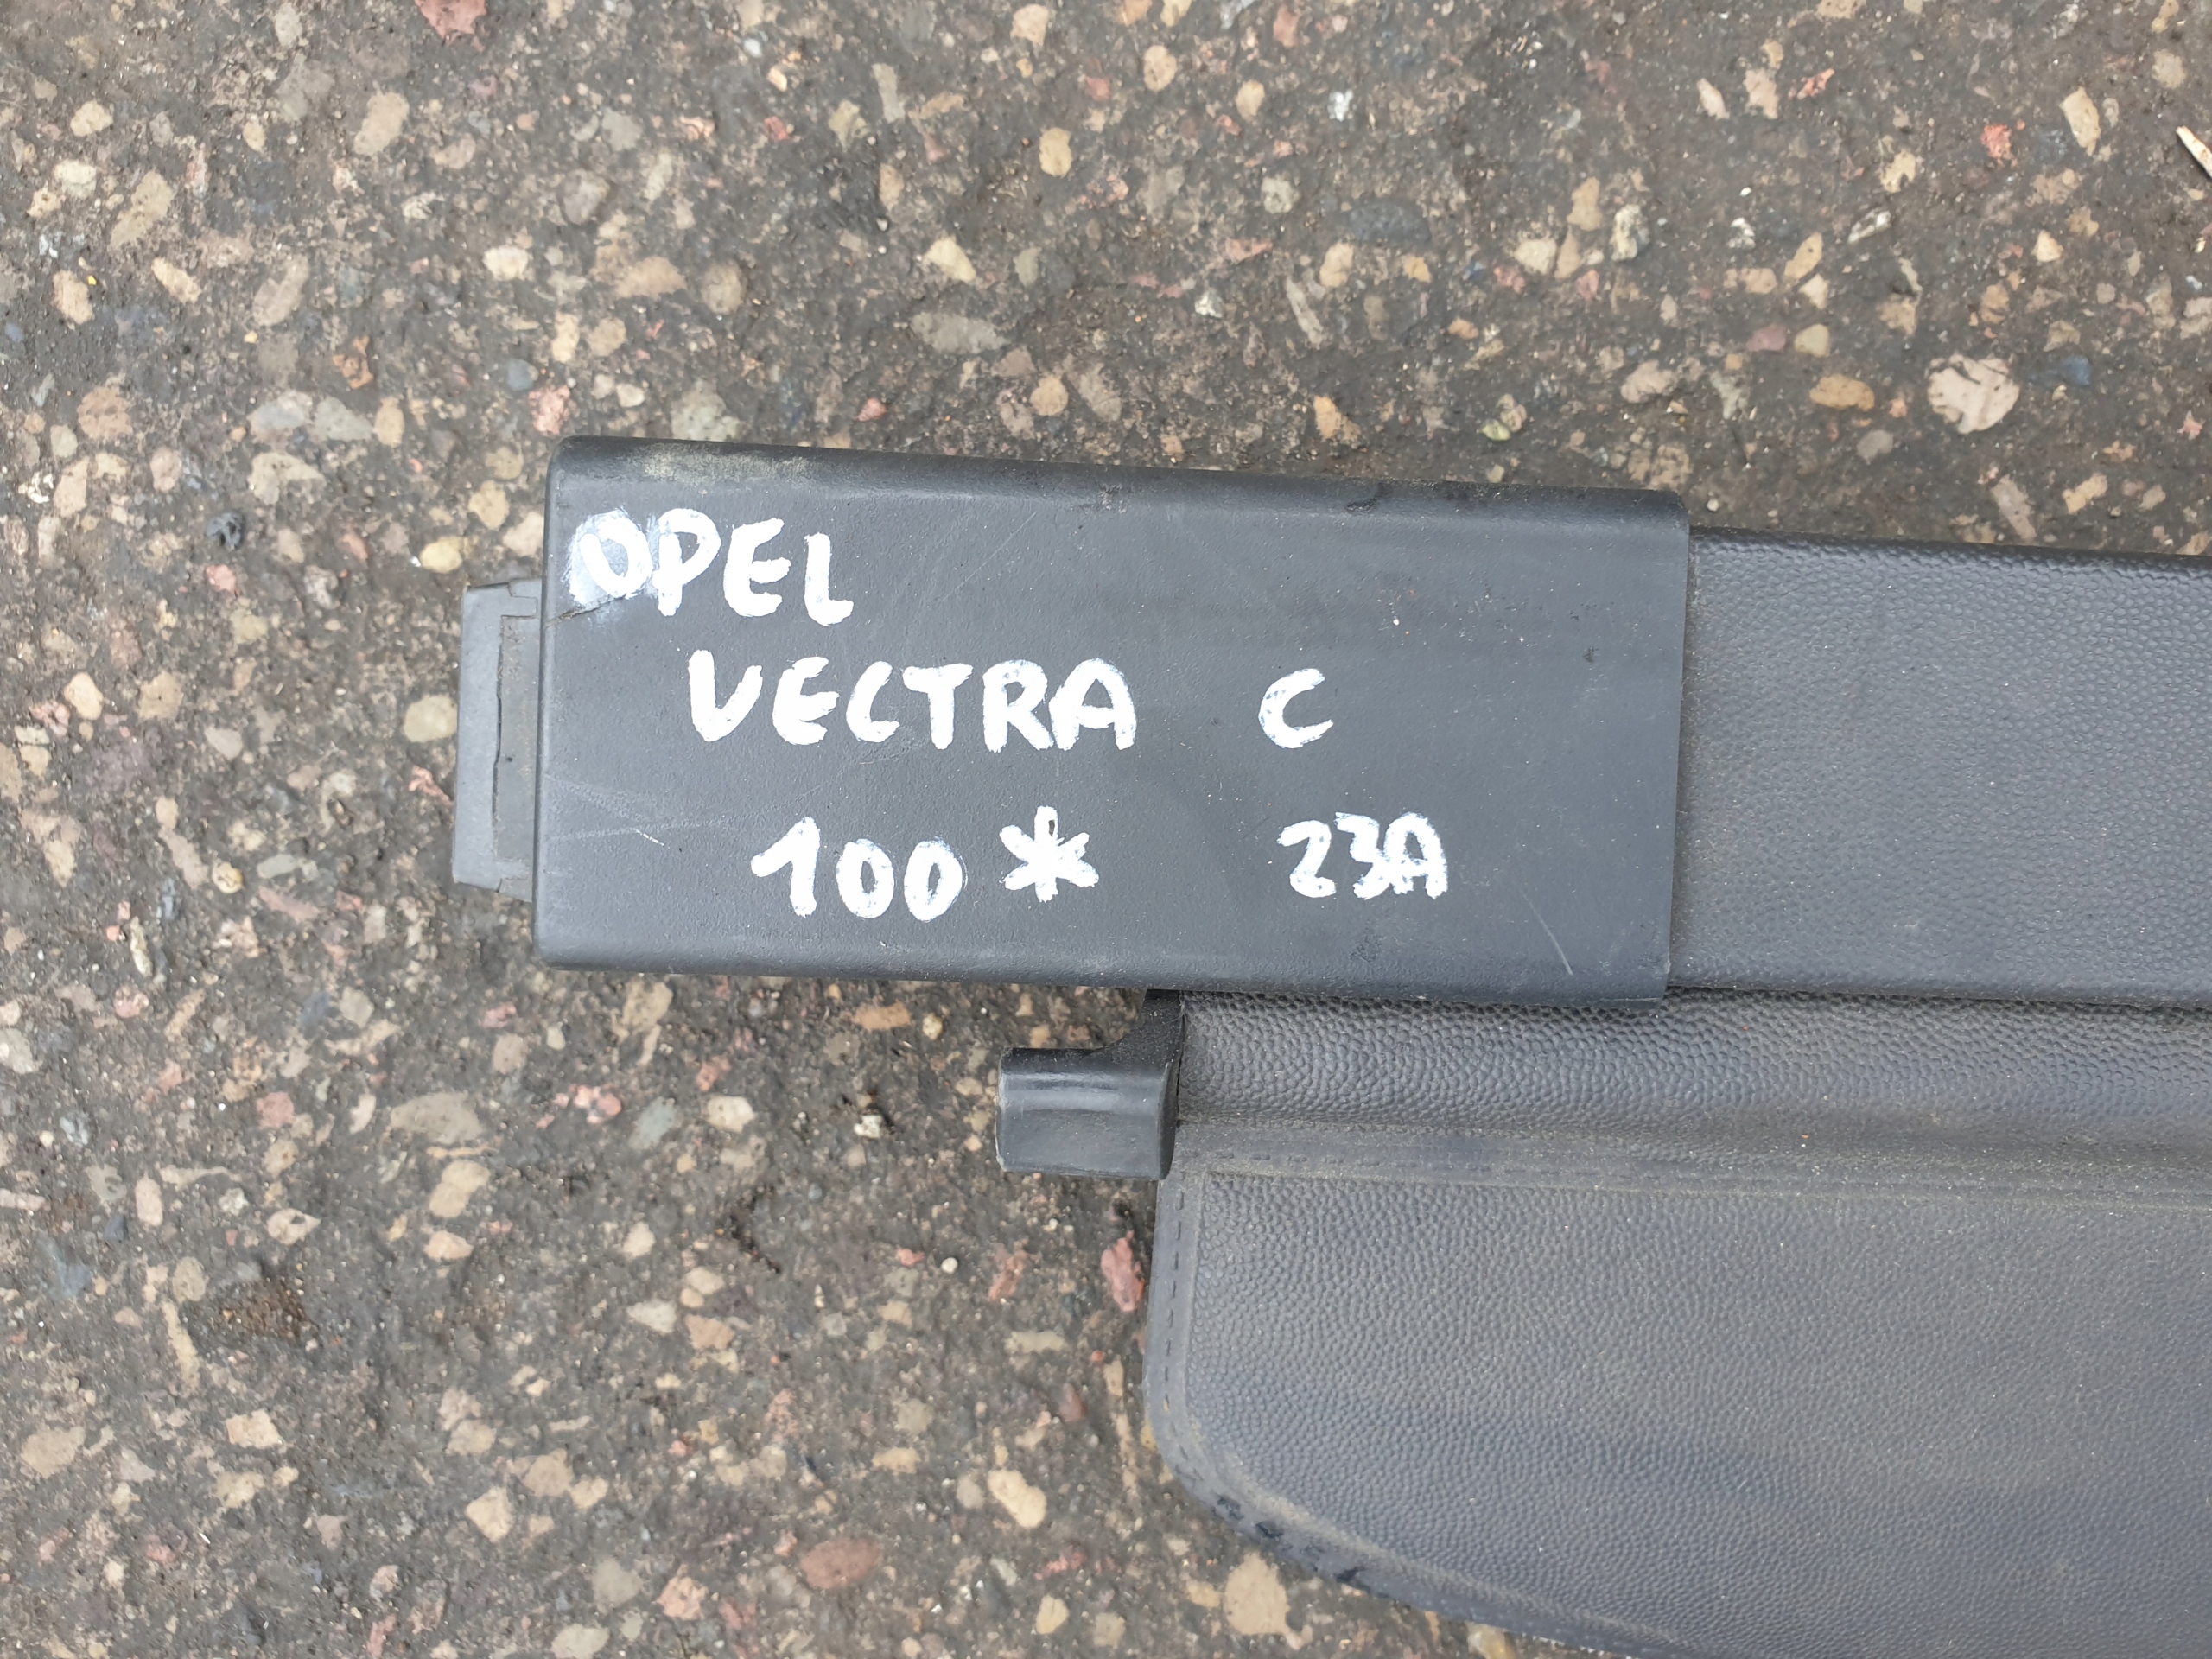 OPEL
VECTRA C
100* 23A